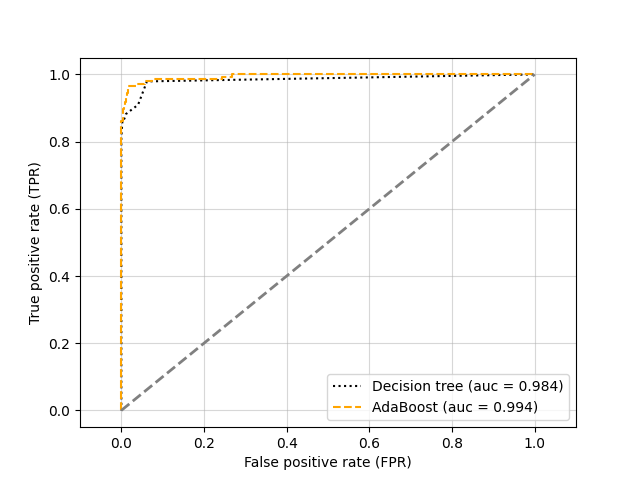 1.0
0.8
0.6
0.4
0.2
0.0
True positive rate (TPR)
Decision tree (auc = 0.984)
AdaBoost (auc = 0.994)
0.0 0.2 0.4 0.6 0.8 1.0
False positive rate (FPR)